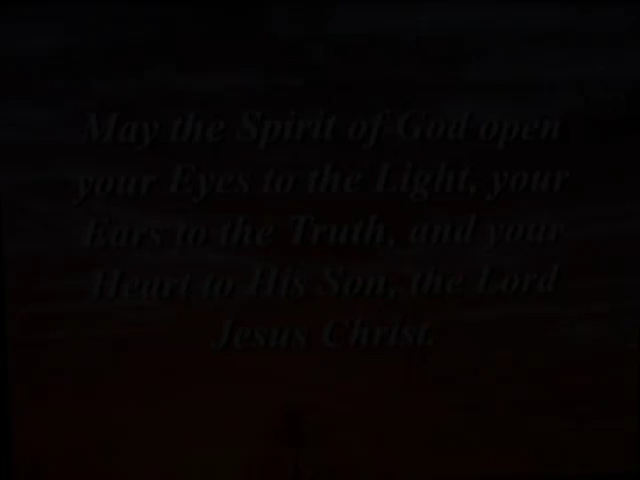 May the Spirit of God open
your Eyes to the Light, your
Ears to the Truth, and your
Heart to His Son, the Lord
Jesus Christ.